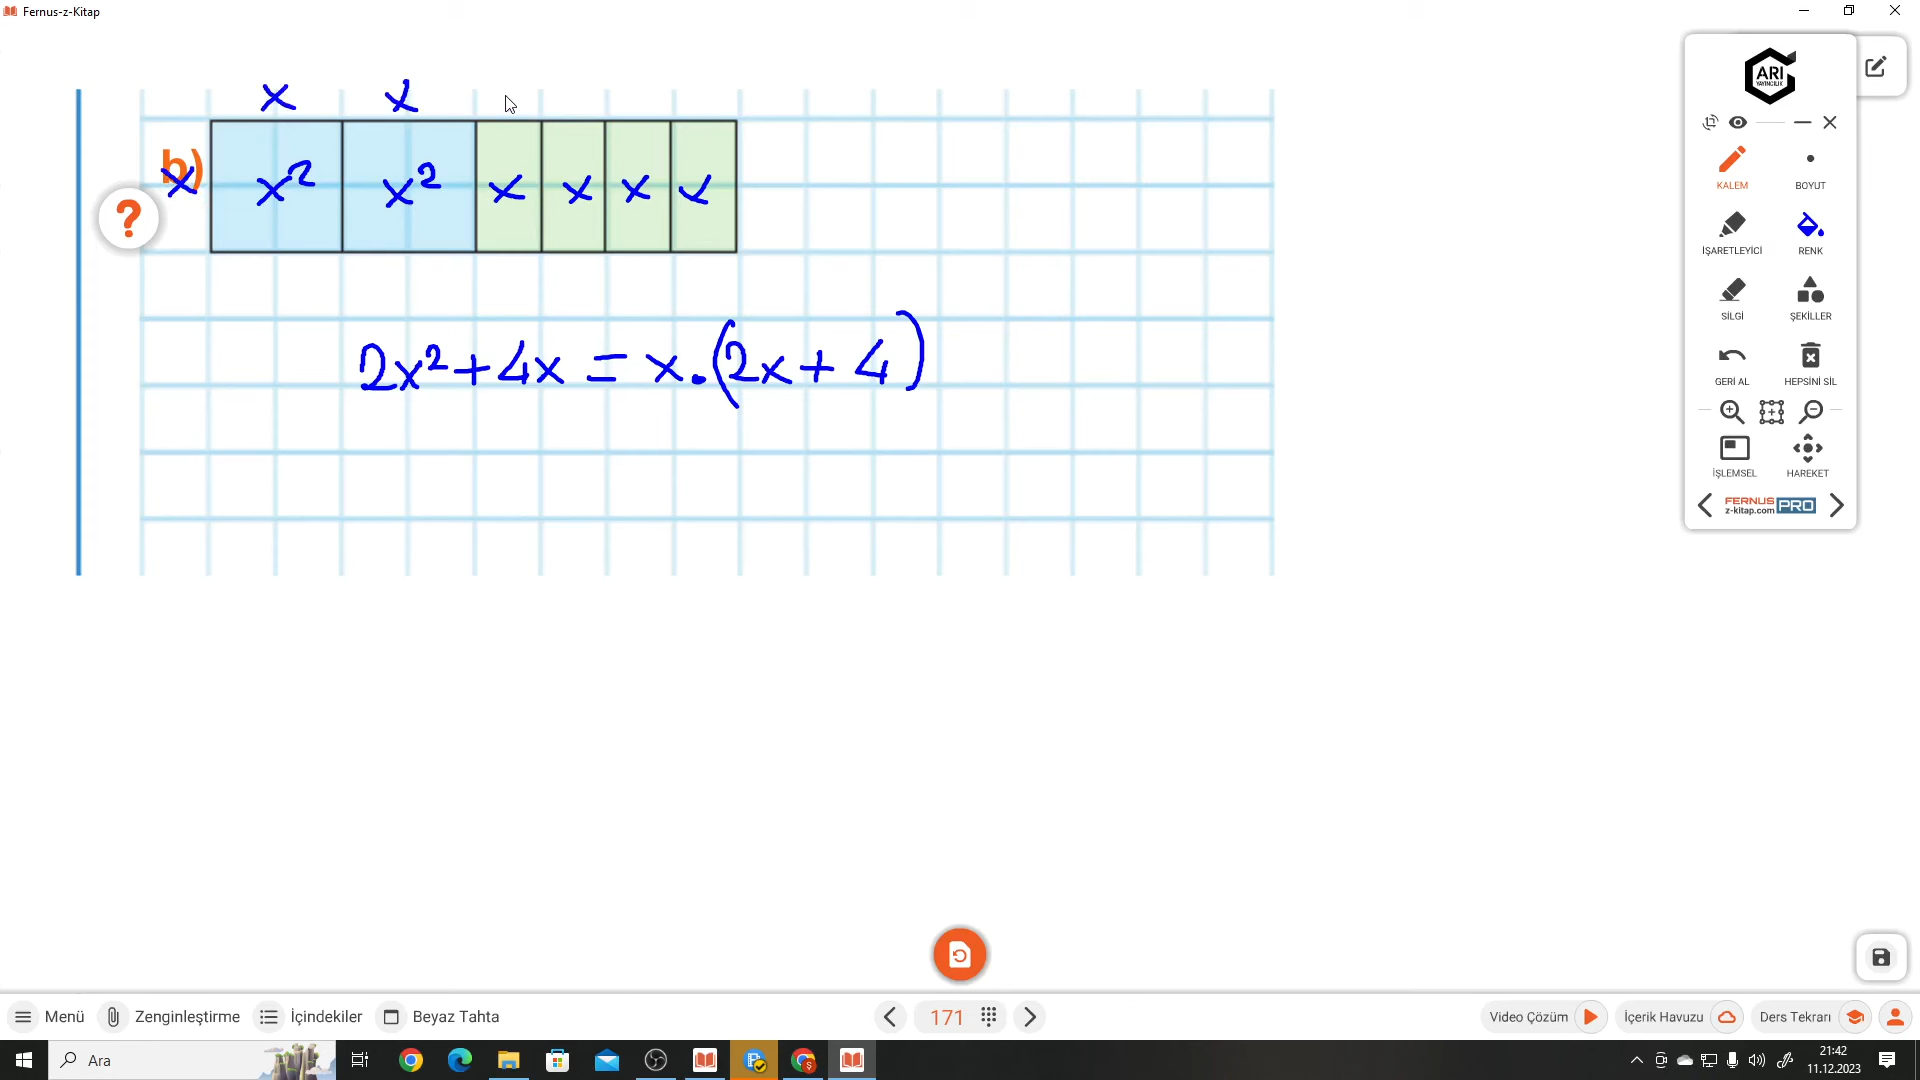 Fernus-z-Kitap
x x
b) x x² x² x x x x
?
2x²+4x = x.(2x+4)
ARI
YAYINCILIK
KALEM BOYUT
İŞARETLEYİCİ RENK
SİLGİ ŞEKİLLER
GERİ AL HEPSİNİ SİL
İŞLEMSEL HAREKET
FERNUS
z-kitap.com PRO
Menü Zenginleştirme İçindekiler Beyaz Tahta 171 Video Çözüm İçerik Havuzu Ders Tekrarı
Ara 21:42
11.12.2023